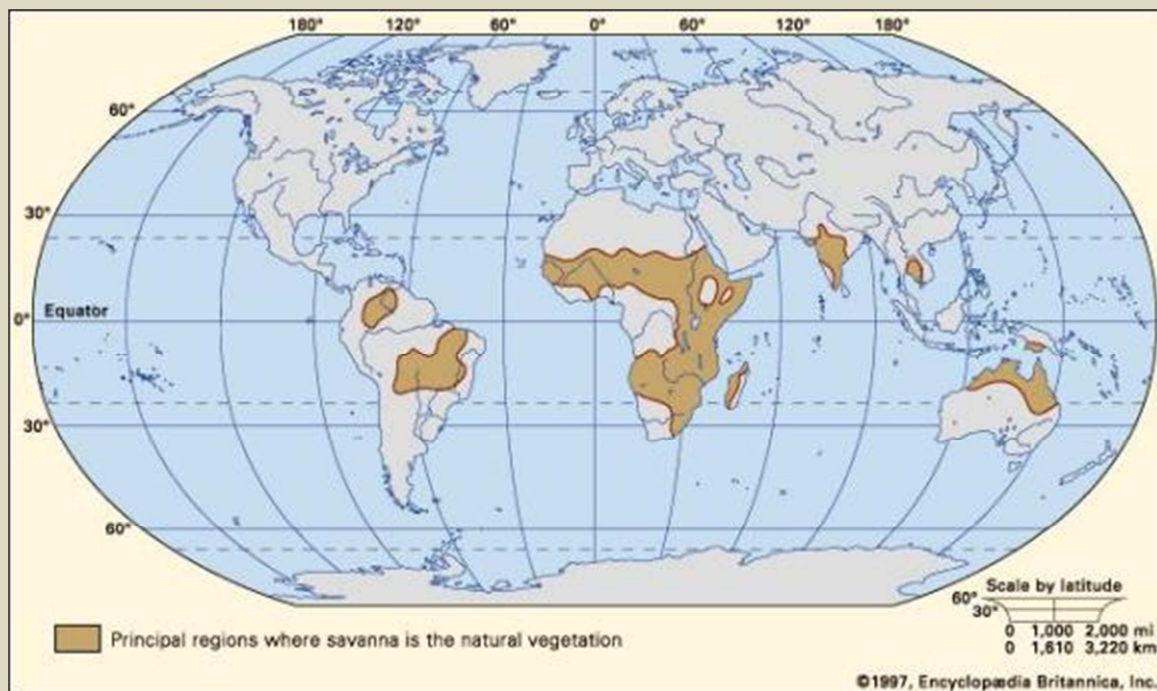 180° 120° 60° 0° 60° 120° 180°
60°
30°
Equator
0°
30°
60°
Scale by latitude
60°
30°
0 1,000 2,000 mi
0 1,610 3,220 km
Principal regions where savanna is the natural vegetation
©1997, Encyclopædia Britannica, Inc.